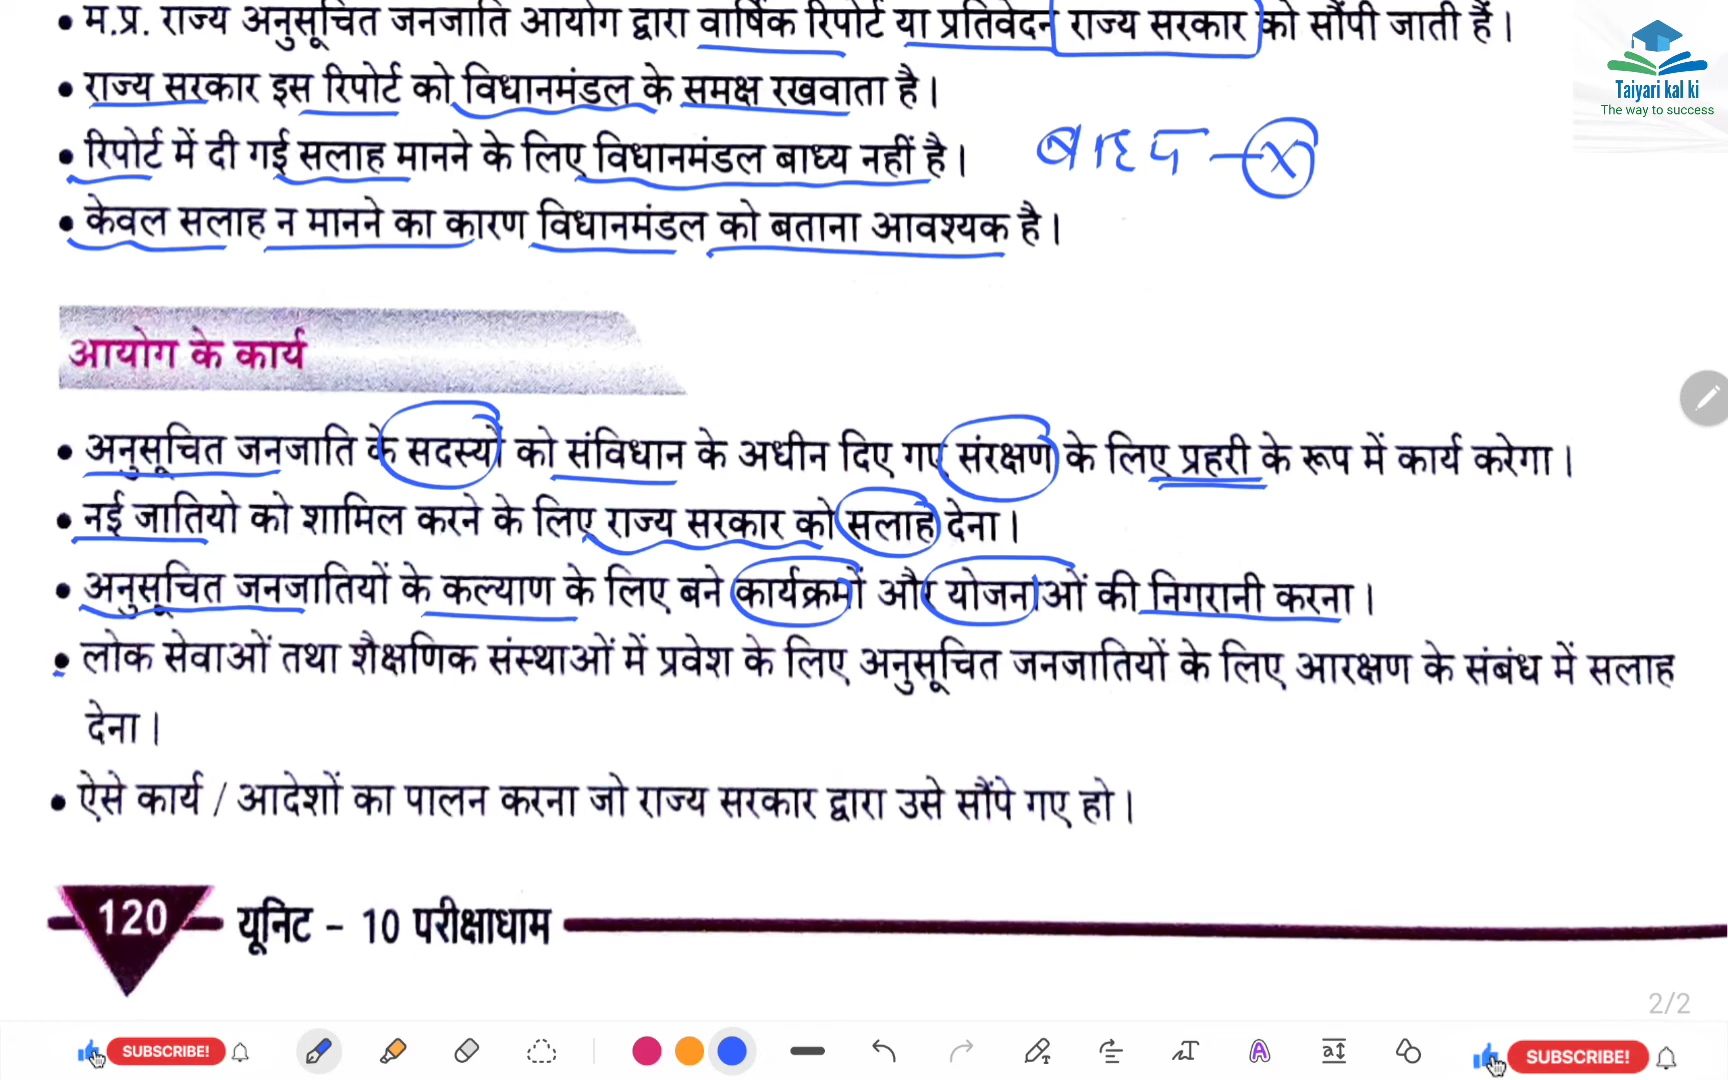 • म.प्र. राज्य अनुसूचित जनजाति आयोग द्वारा वार्षिक रिपोर्ट या प्रतिवेदन राज्य सरकार को सौंपी जाती हैं।
Taiyari kal ki
The way to success
• राज्य सरकार इस रिपोर्ट को विधानमंडल के समक्ष रखवाता है।
• रिपोर्ट में दी गई सलाह मानने के लिए विधानमंडल बाध्य नहीं है।
• केवल सलाह न मानने का कारण विधानमंडल को बताना आवश्यक है।
आयोग के कार्य
• अनुसूचित जनजाति के सदस्यों को संविधान के अधीन दिए गए संरक्षण के लिए प्रहरी के रूप में कार्य करेगा।
• नई जातियो को शामिल करने के लिए राज्य सरकार को सलाह देना।
• अनुसूचित जनजातियों के कल्याण के लिए बने कार्यक्रमों और योजनाओं की निगरानी करना।
• लोक सेवाओं तथा शैक्षणिक संस्थाओं में प्रवेश के लिए अनुसूचित जनजातियों के लिए आरक्षण के संबंध में सलाह
देना।
• ऐसे कार्य / आदेशों का पालन करना जो राज्य सरकार द्वारा उसे सौंपे गए हो।
120 यूनिट - 10 परीक्षाधाम
2/2
SUBSCRIBE! SUBSCRIBE!